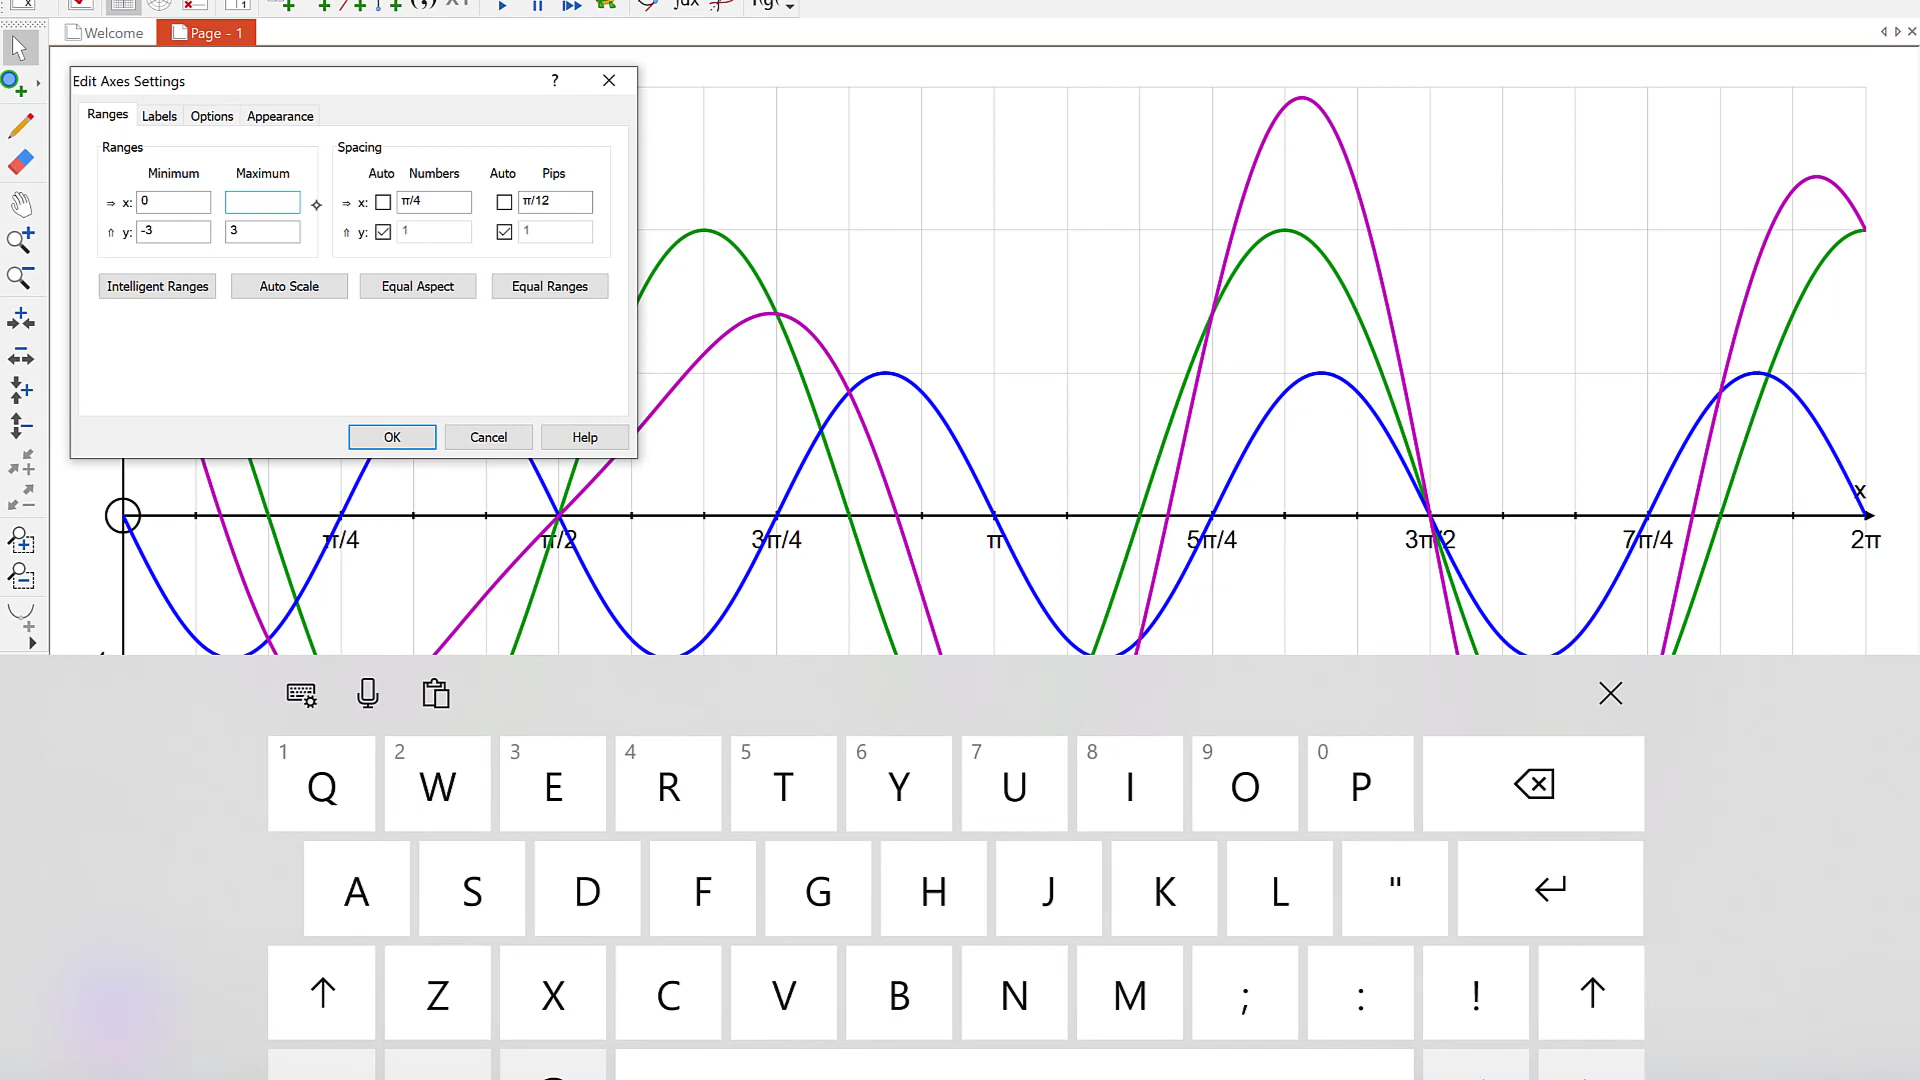 Welcome
Page - 1
Edit Axes Settings ?
Ranges Labels Options Appearance
Ranges Spacing
Minimum Maximum Auto Numbers Auto Pips
⇒ x: 0 ⇒ x: π/4 π/12
⇑ y: -3 3 ⇑ y: 1 1
Intelligent Ranges Auto Scale Equal Aspect Equal Ranges
OK Cancel Help
x
π/4 π/2 3π/4 π 5π/4 3π/2 7π/4 2π
1 2 3 4 5 6 7 8 9 0
Q W E R T Y U I O P
A S D F G H J K L "
Z X C V B N M ; : !